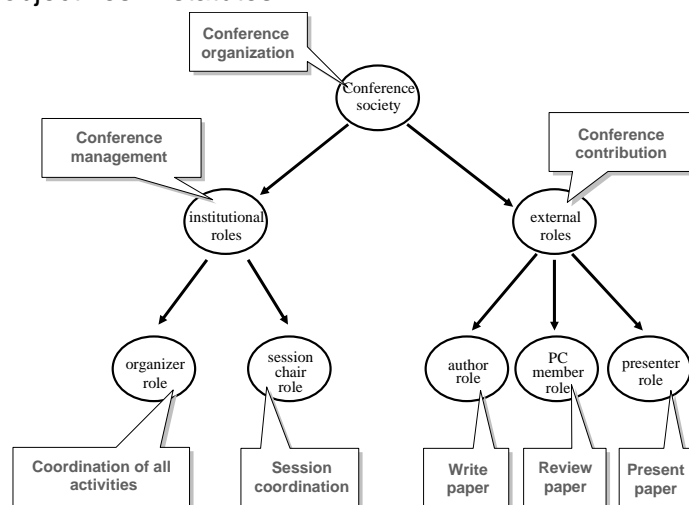 Conference
organization
Conference
society
Conference
management
Conference
contribution
institutional
roles
external
roles
organizer
role
session
chair
role
author
role
PC
member
role
presenter
role
Coordination of all
activities
Session
coordination
Write
paper
Review
paper
Present
paper